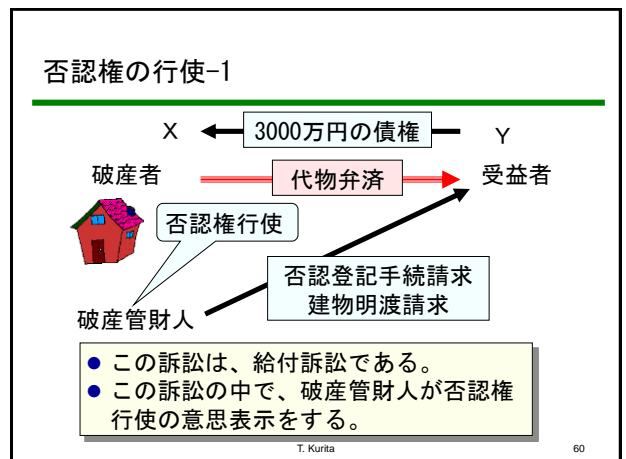 否認権の行使-1
X 3000万円の債権 Y
破産者 代物弁済 受益者
否認権行使
否認登記手続請求
建物明渡請求
破産管財人
● この訴訟は、給付訴訟である。
● この訴訟の中で、破産管財人が否認権
行使の意思表示をする。
T. Kurita 60